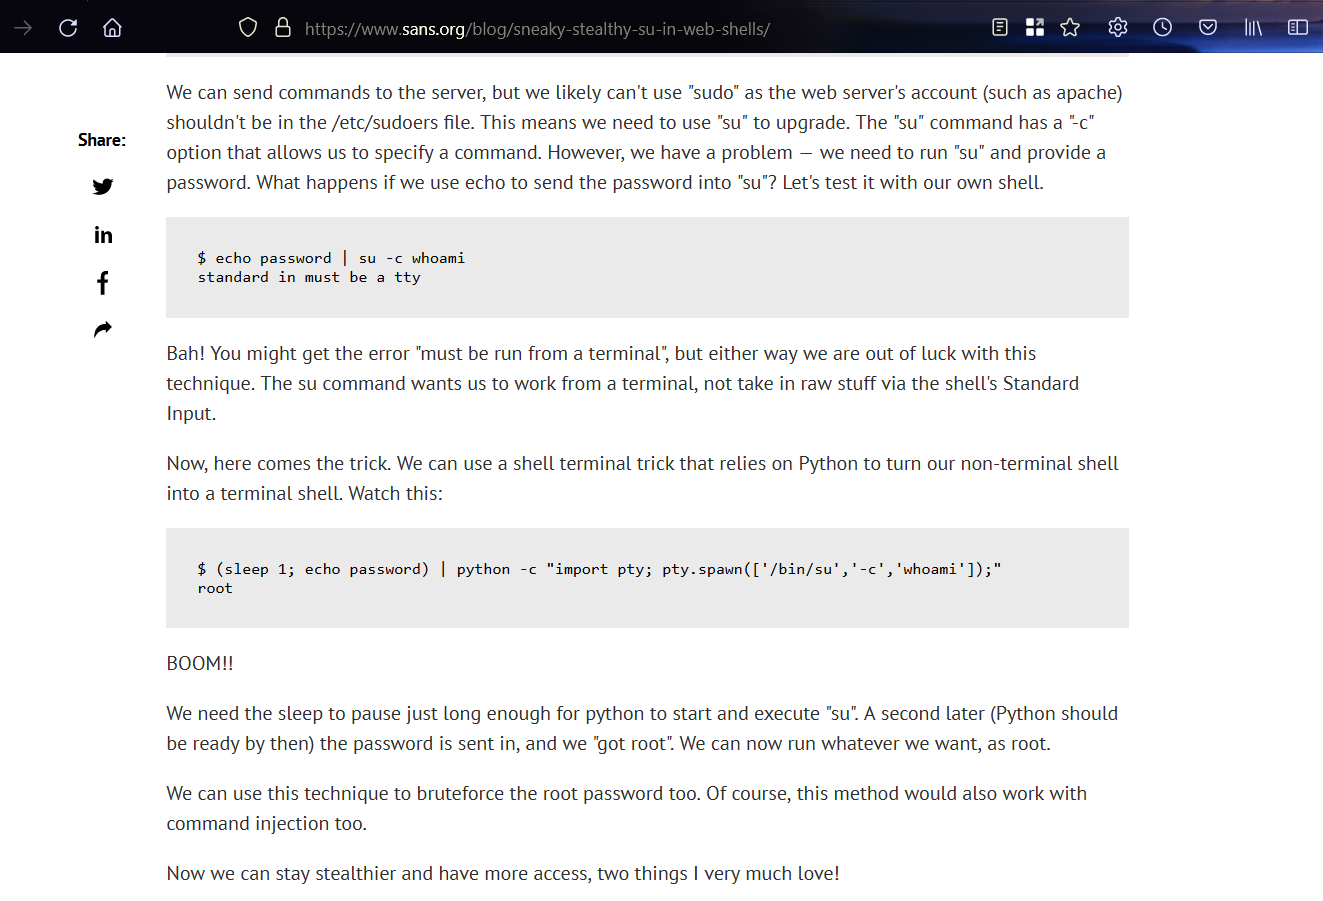 https://www.sans.org/blog/sneaky-stealthy-su-in-web-shells/
We can send commands to the server, but we likely can't use "sudo" as the web server's account (such as apache)
shouldn't be in the /etc/sudoers file. This means we need to use "su" to upgrade. The "su" command has a "-c"
option that allows us to specify a command. However, we have a problem — we need to run "su" and provide a
password. What happens if we use echo to send the password into "su"? Let's test it with our own shell.
Share:
$ echo password | su -c whoami
standard in must be a tty
Bah! You might get the error "must be run from a terminal", but either way we are out of luck with this
technique. The su command wants us to work from a terminal, not take in raw stuff via the shell's Standard
Input.
Now, here comes the trick. We can use a shell terminal trick that relies on Python to turn our non-terminal shell
into a terminal shell. Watch this:
$ (sleep 1; echo password) | python -c "import pty; pty.spawn(['/bin/su','-c','whoami']);"
root
BOOM!!
We need the sleep to pause just long enough for python to start and execute "su". A second later (Python should
be ready by then) the password is sent in, and we "got root". We can now run whatever we want, as root.
We can use this technique to bruteforce the root password too. Of course, this method would also work with
command injection too.
Now we can stay stealthier and have more access, two things I very much love!